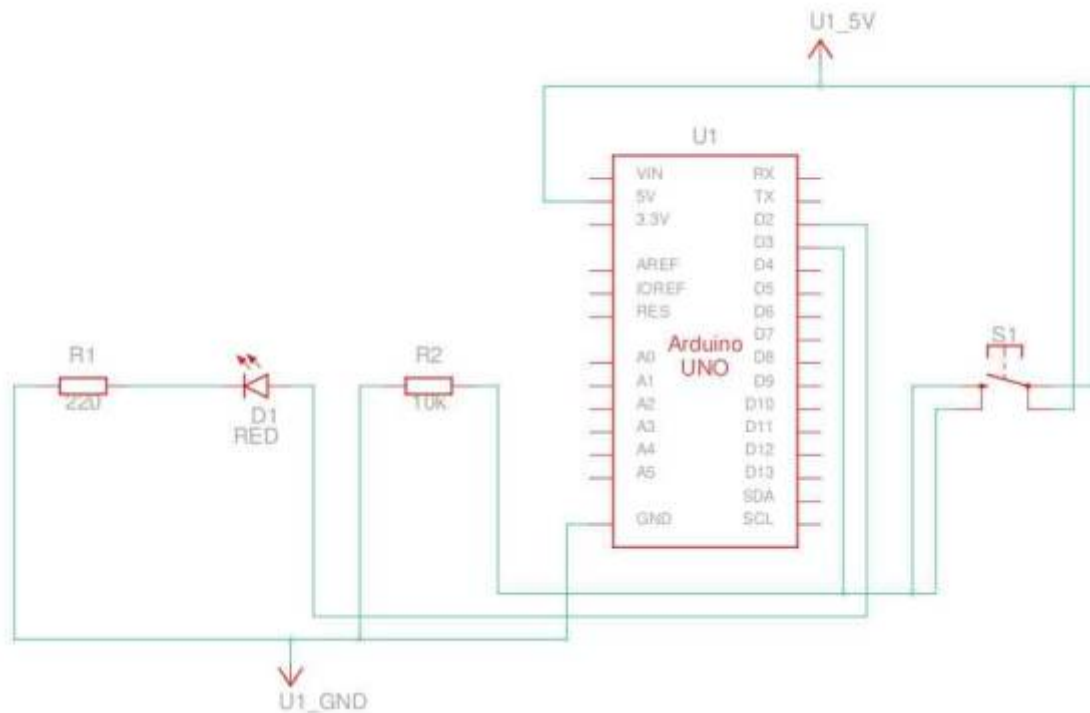 U1_5V
U1
VIN
5V
3.3V
AREF
IOREF
RES
A0
A1
A2
A3
A4
A5
GND
Arduino
UNO
RX
TX
D2
D3
D4
D5
D6
D7
D8
D9
D10
D11
D12
D13
SDA
SCL
S1
R1
220
D1
RED
R2
10k
U1_GND